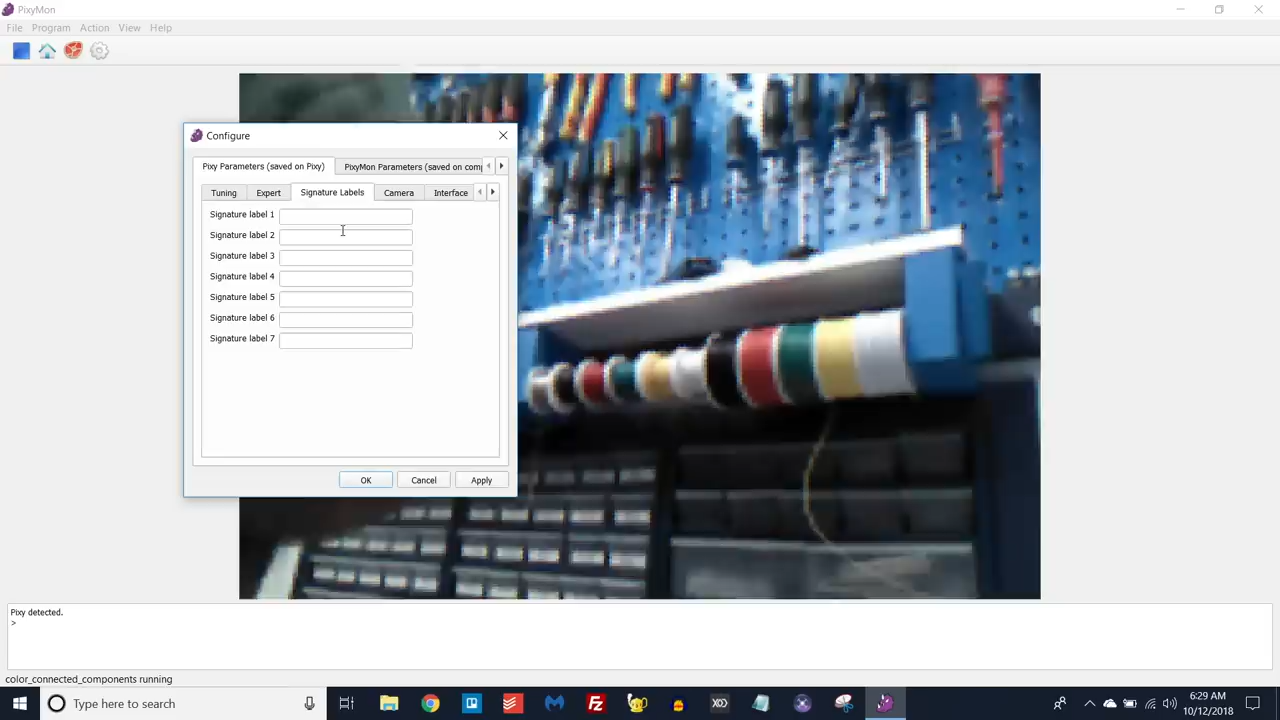 PixyMon
File Program Action View Help
Configure
Pixy Parameters (saved on Pixy) PixyMon Parameters (saved on com
Tuning Expert Signature Labels Camera Interface
Signature label 1
Signature label 2
Signature label 3
Signature label 4
Signature label 5
Signature label 6
Signature label 7
OK Cancel Apply
Pixy detected.
>
color_connected_components running
Type here to search
XD
6:29 AM
10/12/2018